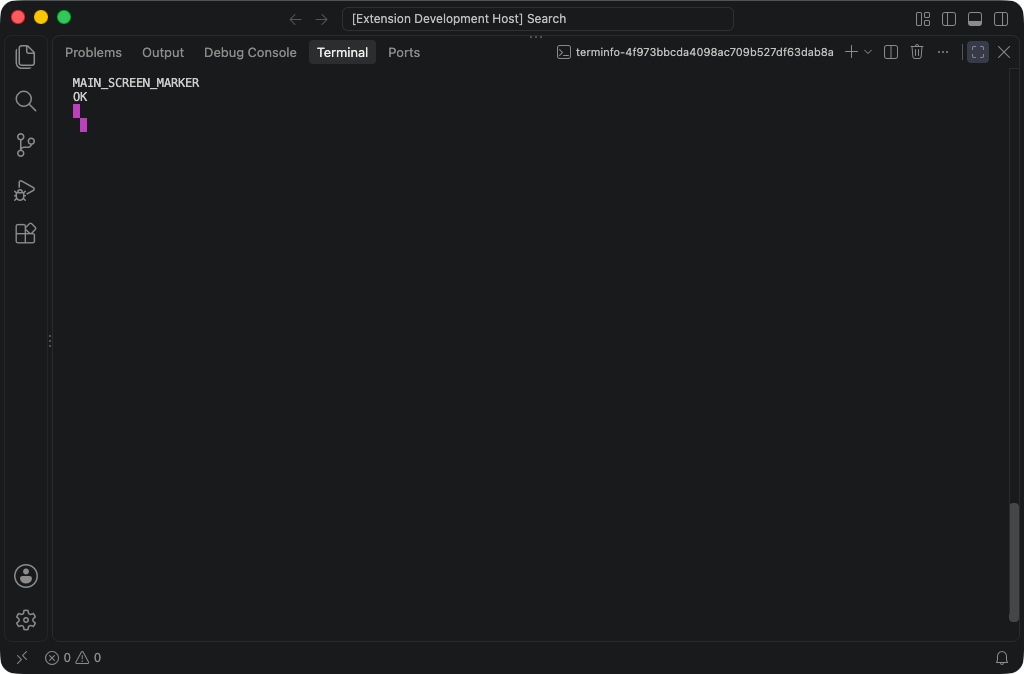 [Extension Development Host] Search
Problems Output Debug Console Terminal Ports terminfo-4f973bbcda4098ac709b527df63dab8a
MAIN_SCREEN_MARKER
OK
0 0